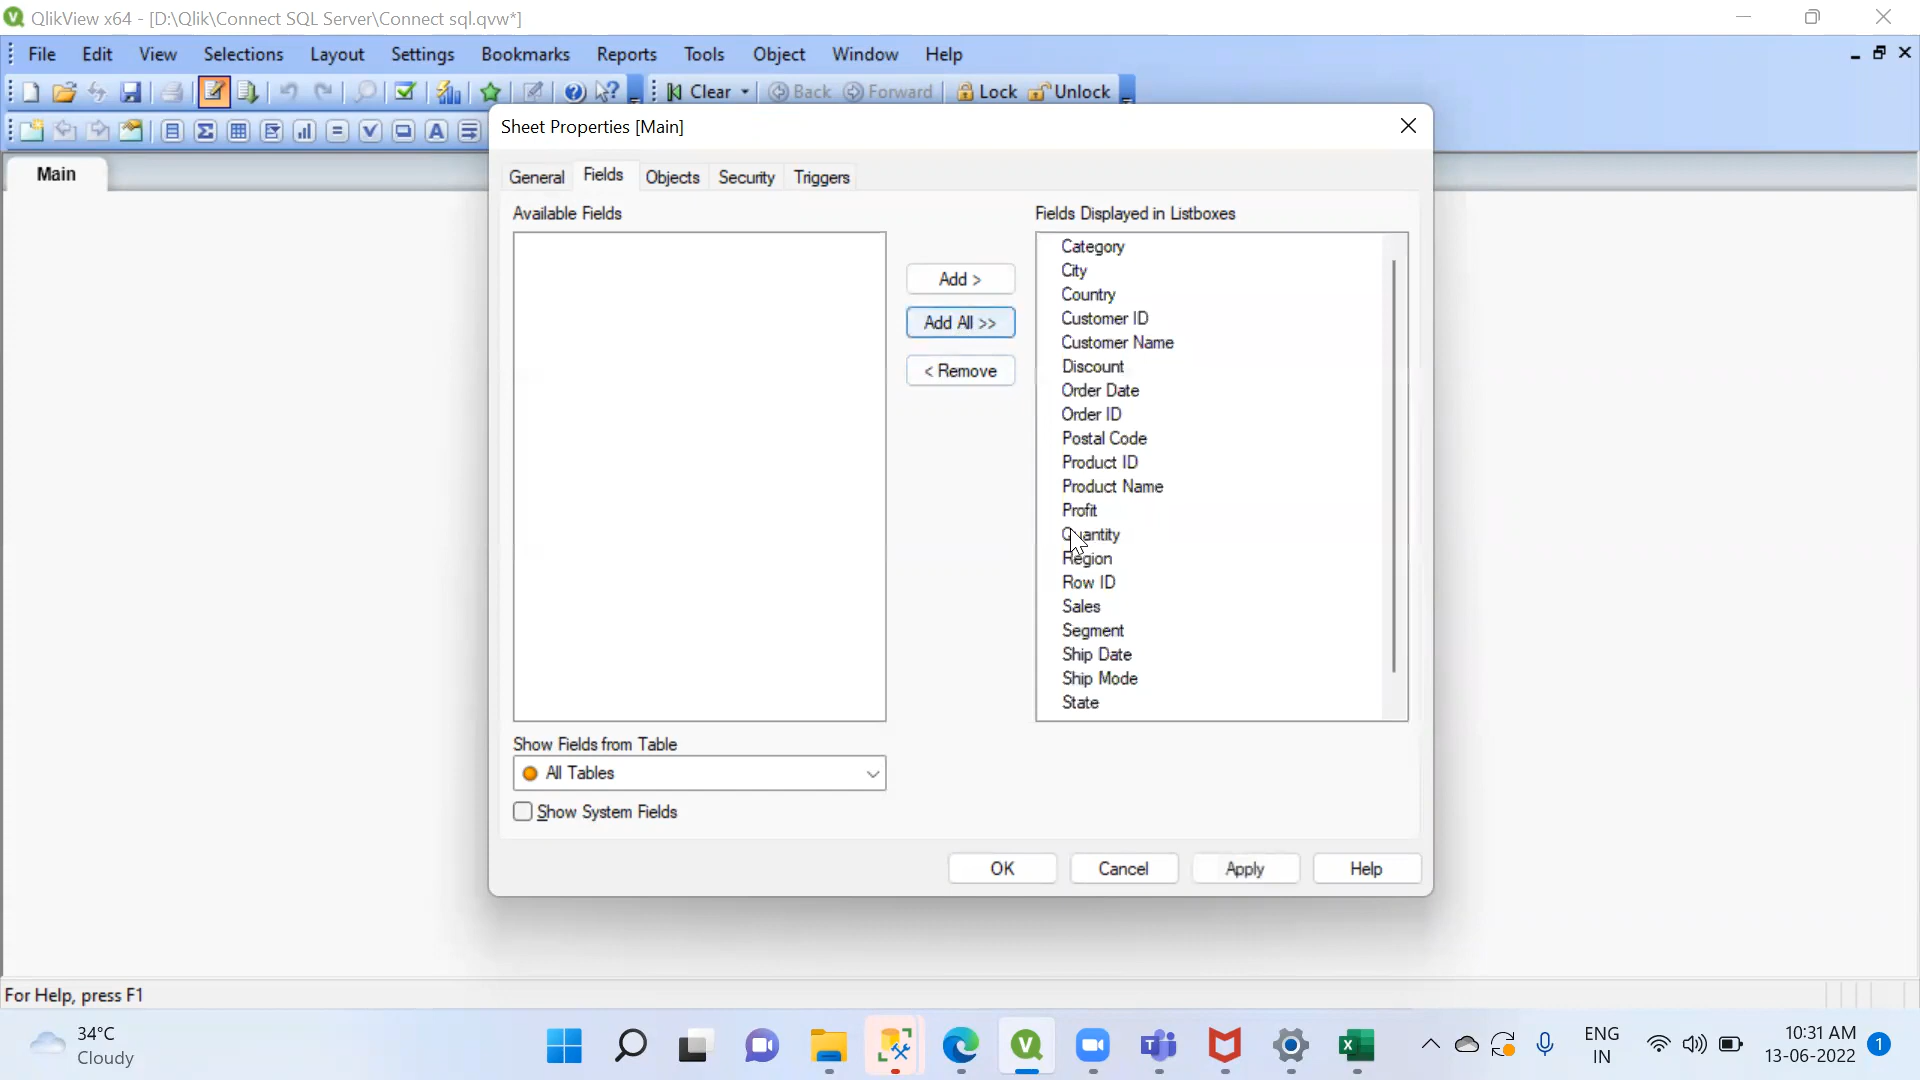 QlikView x64 - [D:\Qlik\Connect SQL Server\Connect sql.qvw*]
File Edit View Selections Layout Settings Bookmarks Reports Tools Object Window Help
Clear Back Forward Lock Unlock
Sheet Properties [Main]
Main
General Fields Objects Security Triggers
Available Fields
Fields Displayed in Listboxes
Add >
Add All >>
< Remove
Category
City
Country
Customer ID
Customer Name
Discount
Order Date
Order ID
Postal Code
Product ID
Product Name
Profit
Quantity
Region
Row ID
Sales
Segment
Ship Date
Ship Mode
State
Show Fields from Table
All Tables
Show System Fields
OK Cancel Apply Help
For Help, press F1
34°C
Cloudy
ENG
IN
10:31 AM
13-06-2022
1